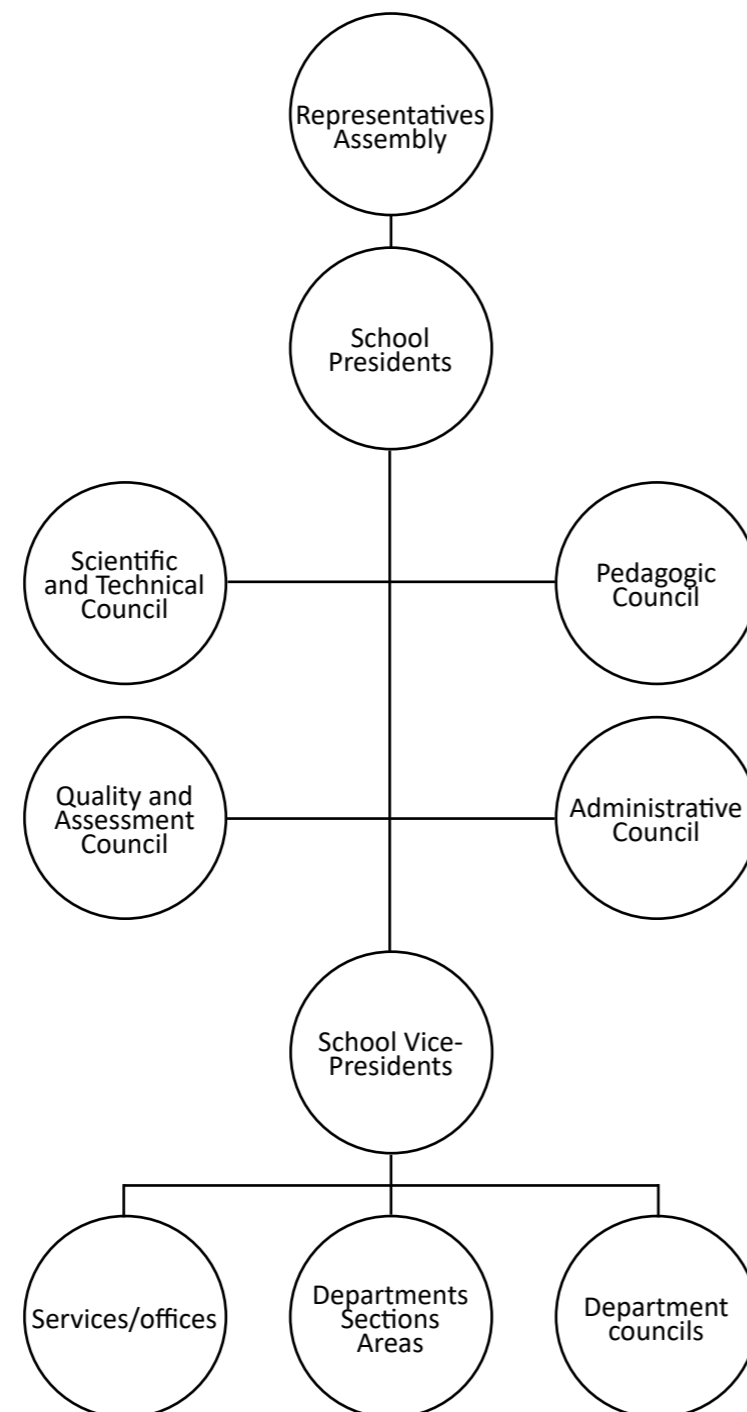 Representatives
Assembly
School
Presidents
Scientific
and Technical
Council
Pedagogic
Council
Quality and
Assessment
Council
Administrative
Council
School Vice-
Presidents
Services/offices
Departments
Sections
Areas
Department
councils